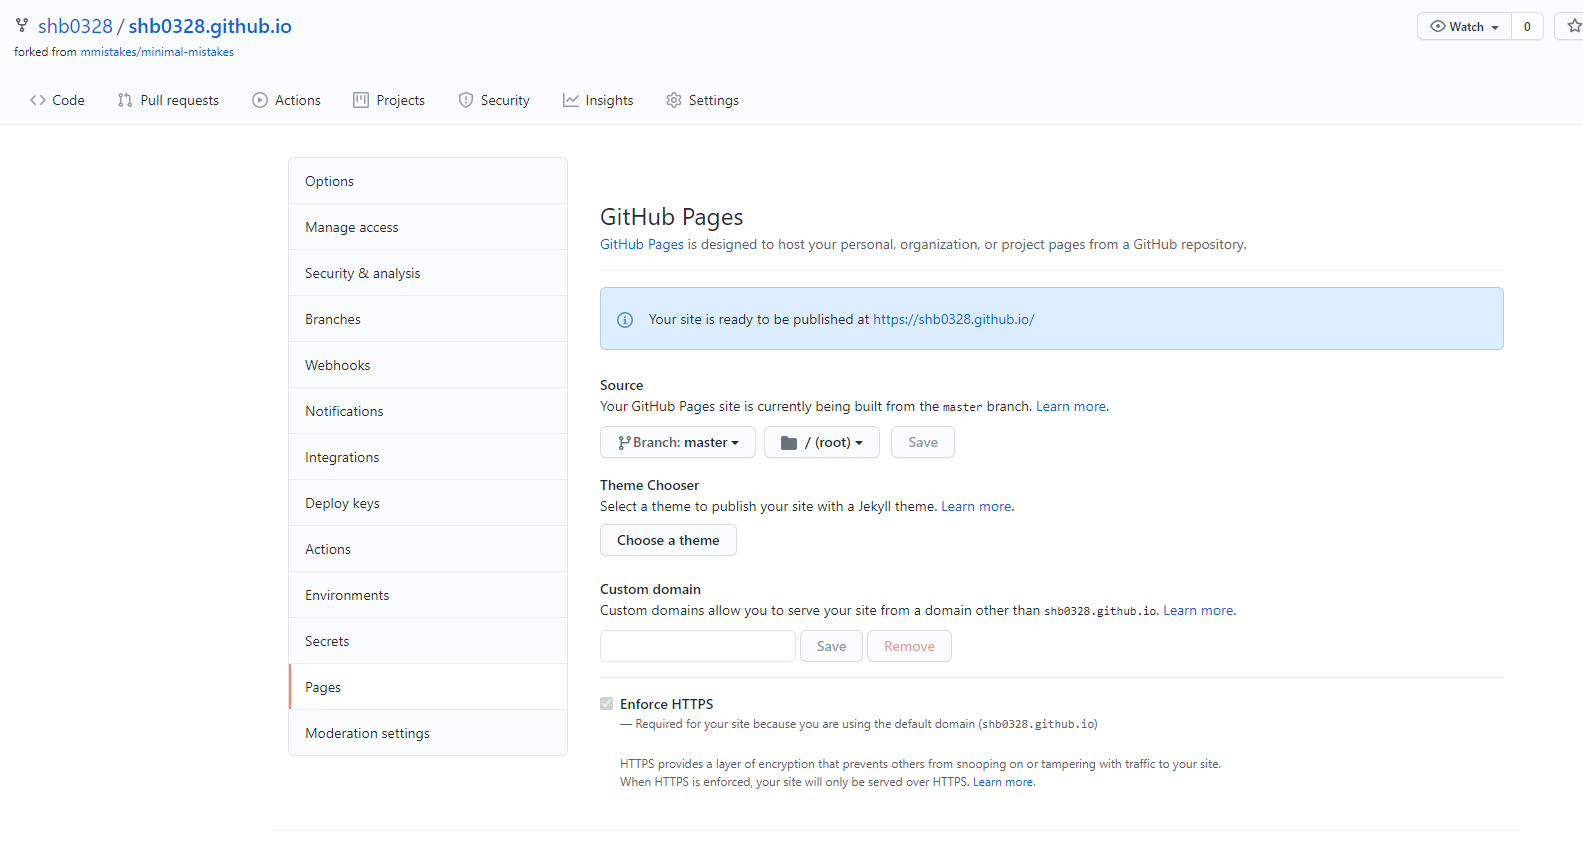 shb0328 / shb0328.github.io
Watch 0
forked from mmistakes/minimal-mistakes
Code Pull requests Actions Projects Security Insights Settings
Options
Manage access
Security & analysis
Branches
Webhooks
Notifications
Integrations
Deploy keys
Actions
Environments
Secrets
Pages
Moderation settings
GitHub Pages
GitHub Pages is designed to host your personal, organization, or project pages from a GitHub repository.
Your site is ready to be published at https://shb0328.github.io/
Source
Your GitHub Pages site is currently being built from the master branch. Learn more.
Branch: master / (root) Save
Theme Chooser
Select a theme to publish your site with a Jekyll theme. Learn more.
Choose a theme
Custom domain
Custom domains allow you to serve your site from a domain other than shb0328.github.io. Learn more.
Save Remove
Enforce HTTPS
— Required for your site because you are using the default domain (shb0328.github.io)
HTTPS provides a layer of encryption that prevents others from snooping on or tampering with traffic to your site.
When HTTPS is enforced, your site will only be served over HTTPS. Learn more.